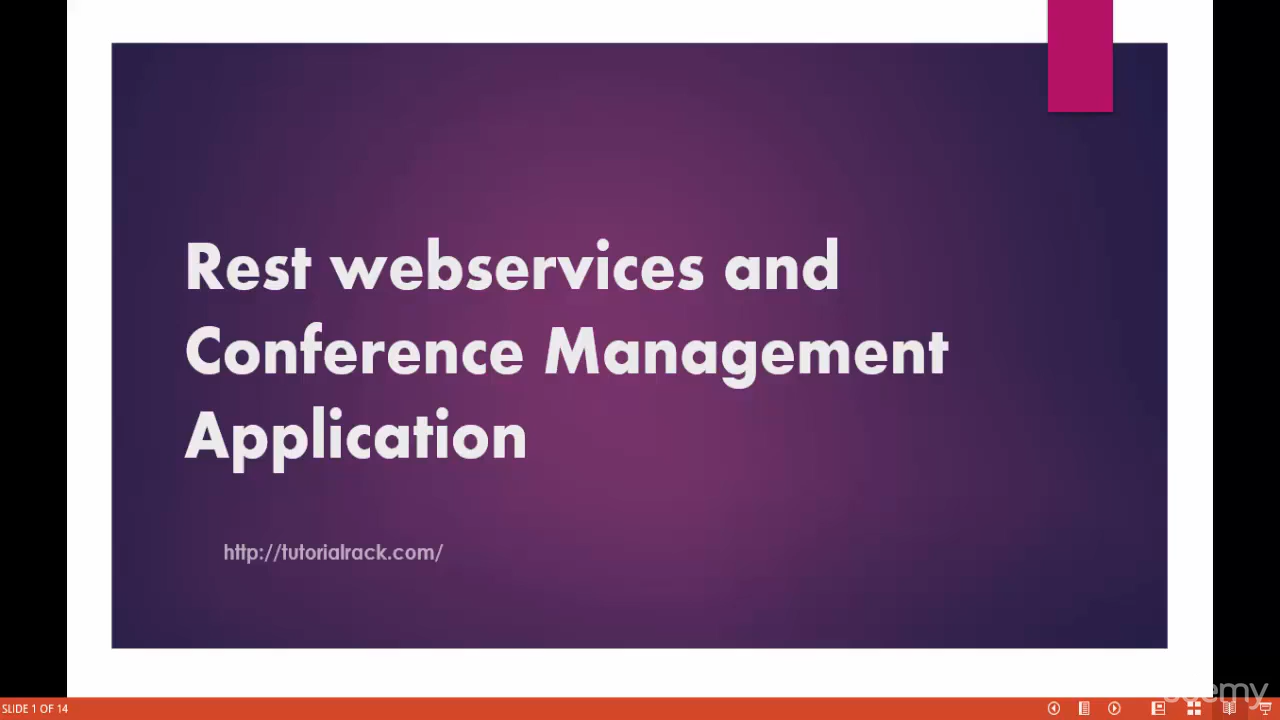 Rest webservices and
Conference Management
Application
http://tutorialrack.com/
SLIDE 1 OF 14